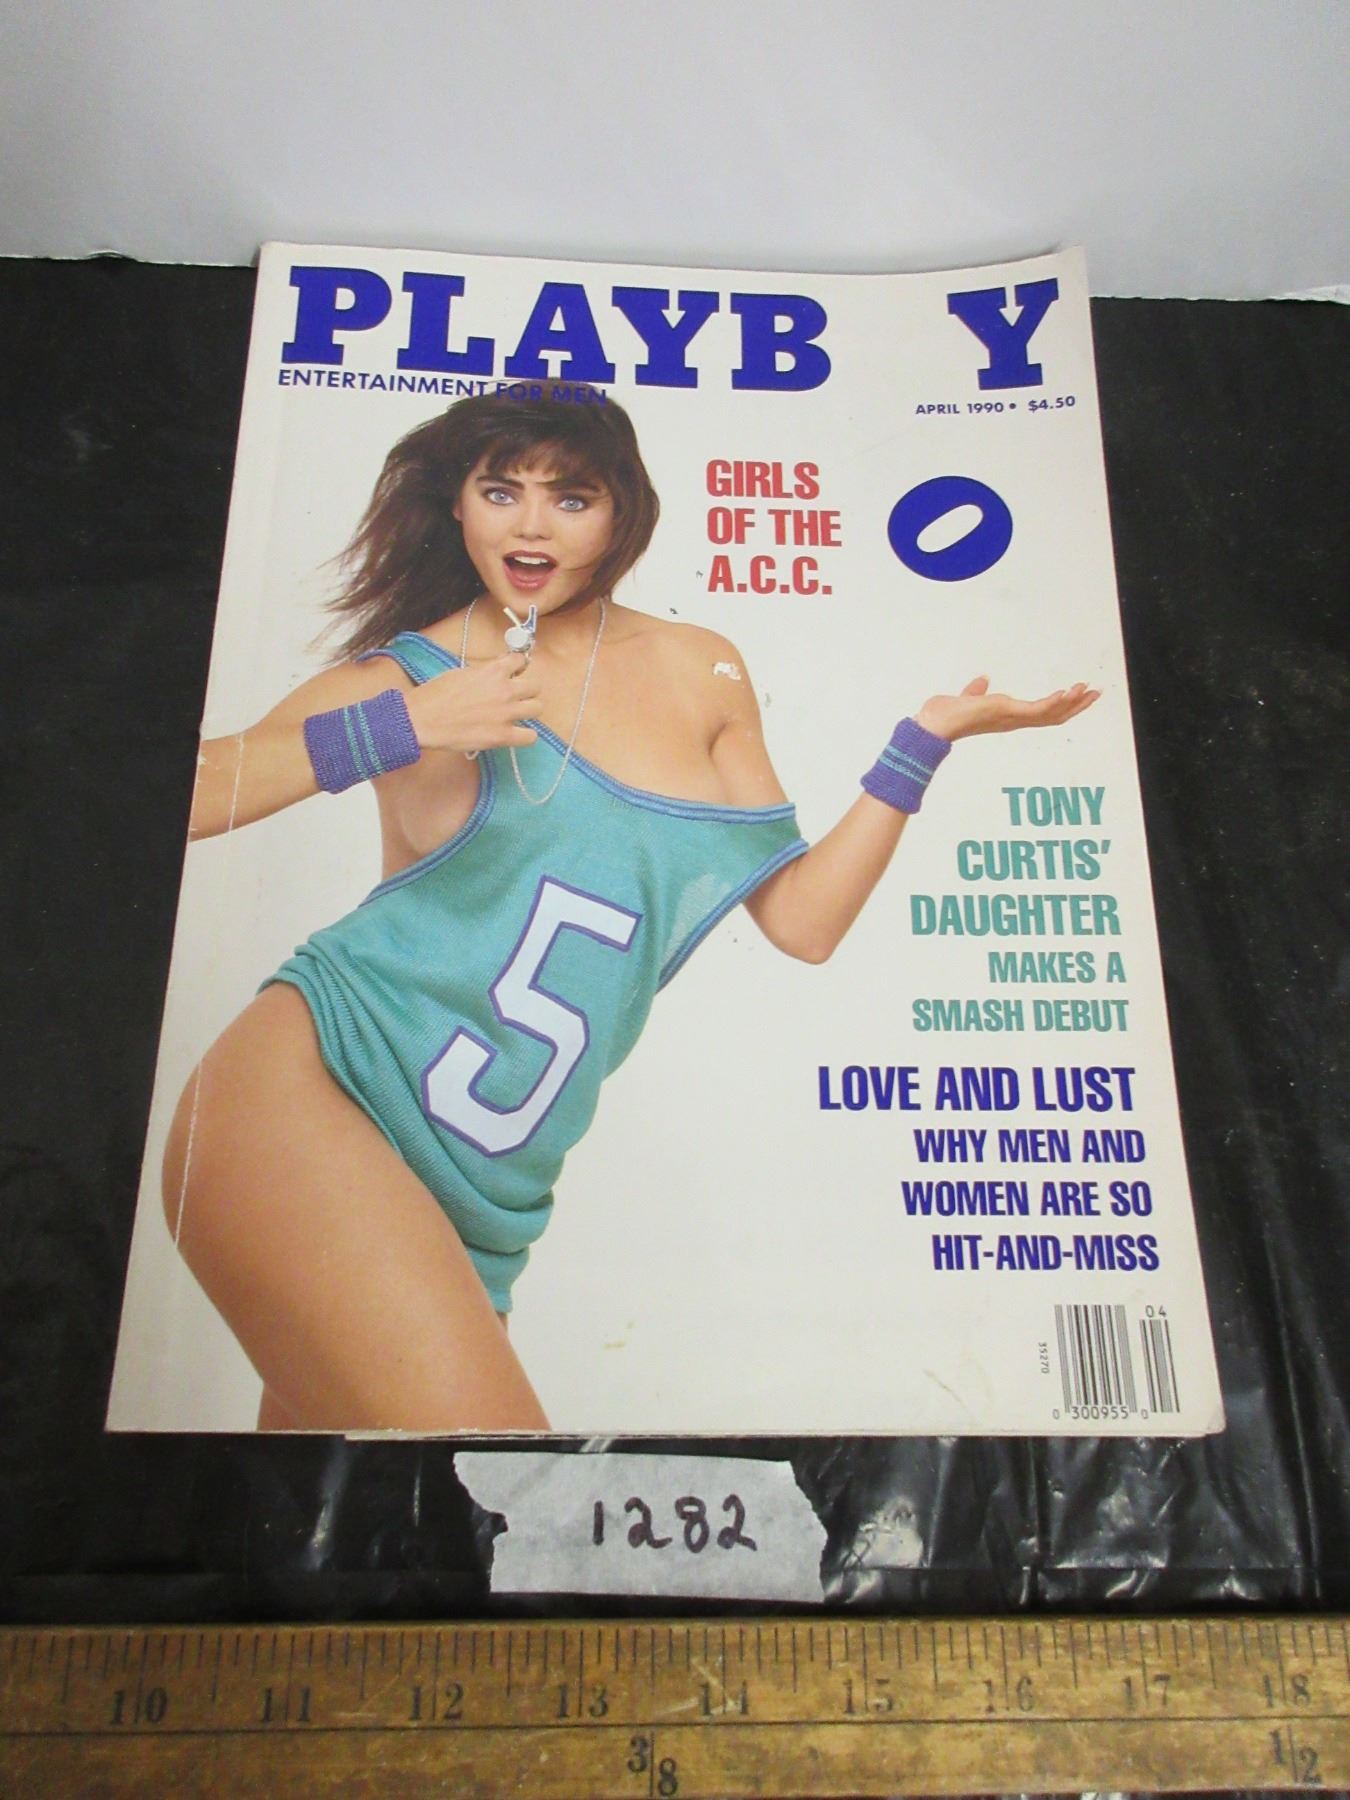 PLAYB Y
ENTERTAINMENT FOR MEN
APRIL 1990 • $4.50
GIRLS
OF THE
A.C.C.
O
TONY
CURTIS'
DAUGHTER
MAKES A
SMASH DEBUT
LOVE AND LUST
WHY MEN AND
WOMEN ARE SO
HIT-AND-MISS
5
04
35270
0 300955 0
1282
10 11 12 13 14 15 16 17 18
3/8 1/2